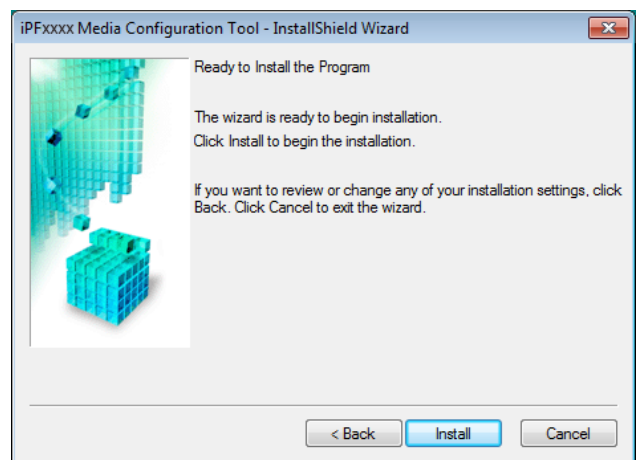 iPFxxxx Media Configuration Tool - InstallShield Wizard
Ready to Install the Program
The wizard is ready to begin installation.
Click Install to begin the installation.
If you want to review or change any of your installation settings, click
Back. Click Cancel to exit the wizard.
< Back Install Cancel